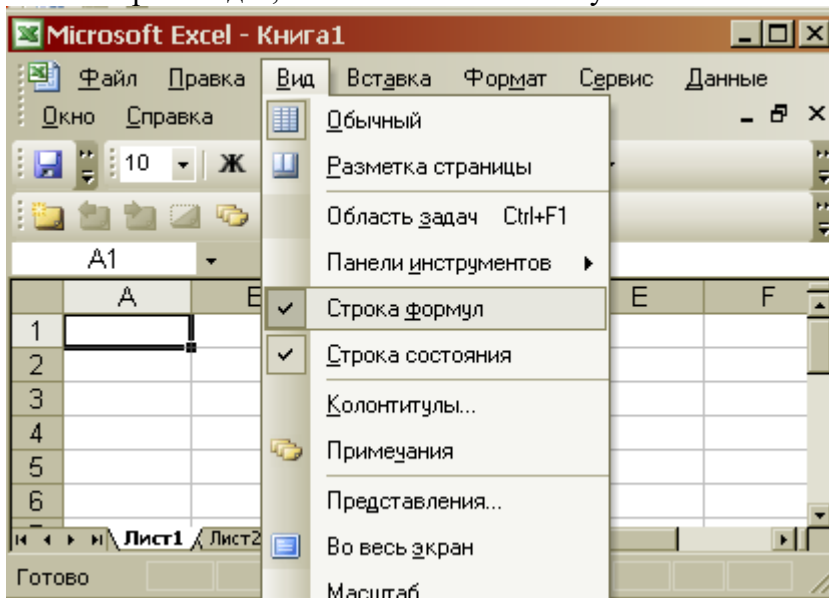 Microsoft Excel - Книга1
Файл Правка Вид Вставка Формат Сервис Данные
Окно Справка
10 Ж
Обычный
Разметка страницы
Область задач Ctrl+F1
Панели инструментов
Строка формул
Строка состояния
Колонтитулы...
Примечания
Представления...
Во весь экран
Масштаб
A1
A E F
1
2
3
4
5
6
Лист1 Лист2
Готово